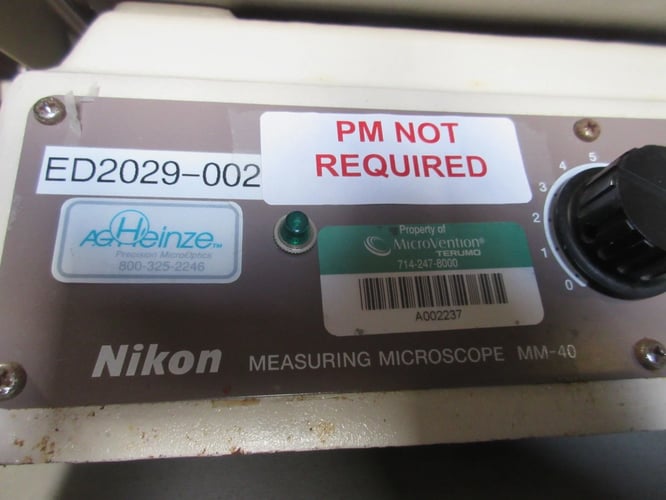 PM NOT
REQUIRED
ED2029-002
AGHeinze™
Precision MicroOptics
800-325-2246
Property of
MicroVention®
TERUMO
714-247-8000
A002237
5
4
3
2
1
0
Nikon MEASURING MICROSCOPE MM-40